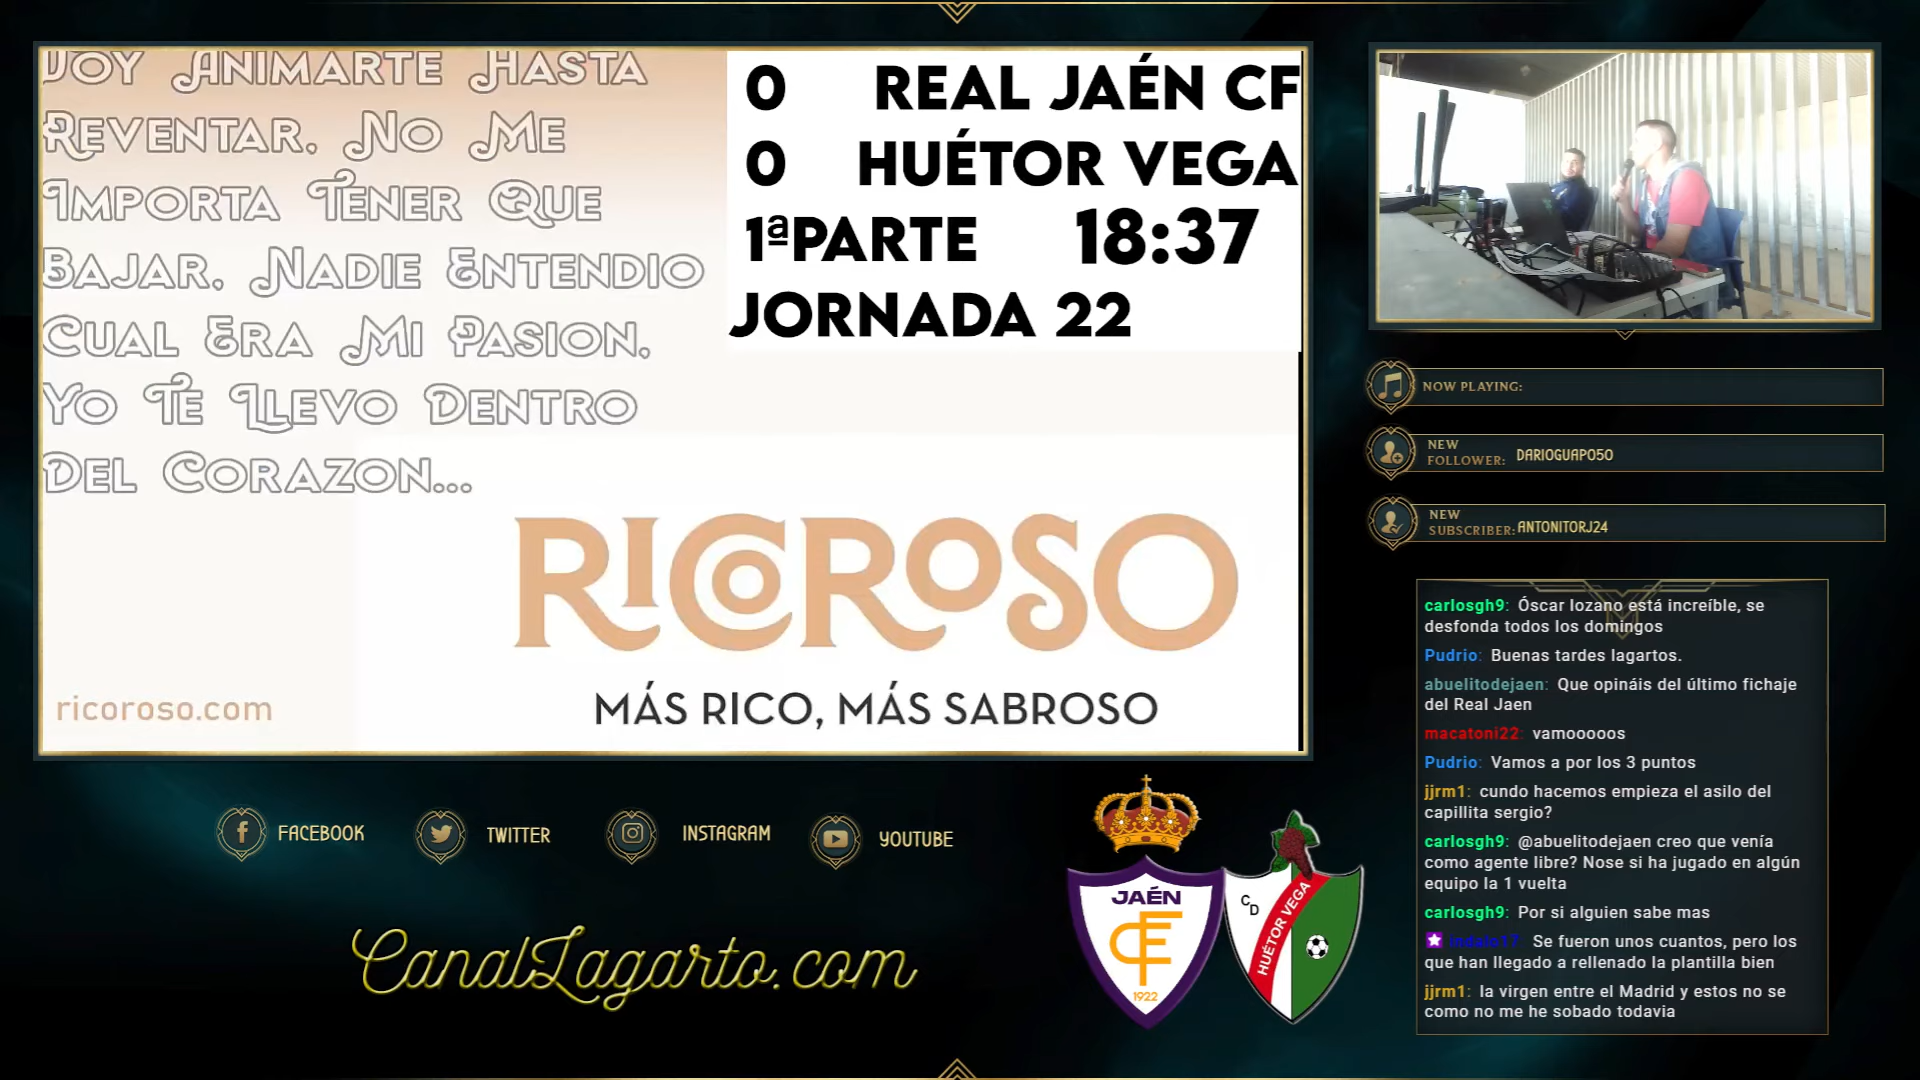 Voy Animarte Hasta
Reventar. No Me
Importa Tener Que
Bajar. Nadie Entendio
Cual Era Mi Pasion.
Yo Te Llevo Dentro
Del Corazon...
0 REAL JAÉN CF
0 HUÉTOR VEGA
1ªPARTE 18:37
JORNADA 22
RICOROSO
MÁS RICO, MÁS SABROSO
ricoroso.com
NOW PLAYING:
NEW
FOLLOWER: DARIOGUAPO50
NEW
SUBSCRIBER: ANTONITORJ24
carlosgh9: Óscar lozano está increíble, se
desfonda todos los domingos
Pudrio: Buenas tardes lagartos.
abuelitodejaen: Que opináis del último fichaje
del Real Jaen
macatoni22: vamooooos
Pudrio: Vamos a por los 3 puntos
jjrm1: cundo hacemos empieza el asilo del
capillita sergio?
carlosgh9: @abuelitodejaen creo que venía
como agente libre? Nose si ha jugado en algún
equipo la 1 vuelta
carlosgh9: Por si alguien sabe mas
indalo17: Se fueron unos cuantos, pero los
que han llegado a rellenado la plantilla bien
jjrm1: la virgen entre el Madrid y estos no se
como no me he sobado todavia
FACEBOOK
TWITTER
INSTAGRAM
YOUTUBE
CanalLagarto.com
JAÉN
CF
1922
CD
HUÉTOR VEGA